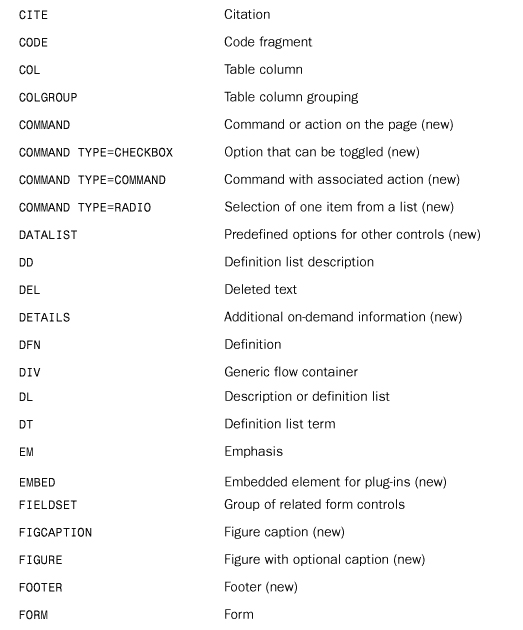 CITE Citation
CODE Code fragment
COL Table column
COLGROUP Table column grouping
COMMAND Command or action on the page (new)
COMMAND TYPE=CHECKBOX Option that can be toggled (new)
COMMAND TYPE=COMMAND Command with associated action (new)
COMMAND TYPE=RADIO Selection of one item from a list (new)
DATALIST Predefined options for other controls (new)
DD Definition list description
DEL Deleted text
DETAILS Additional on-demand information (new)
DFN Definition
DIV Generic flow container
DL Description or definition list
DT Definition list term
EM Emphasis
EMBED Embedded element for plug-ins (new)
FIELDSET Group of related form controls
FIGCAPTION Figure caption (new)
FIGURE Figure with optional caption (new)
FOOTER Footer (new)
FORM Form